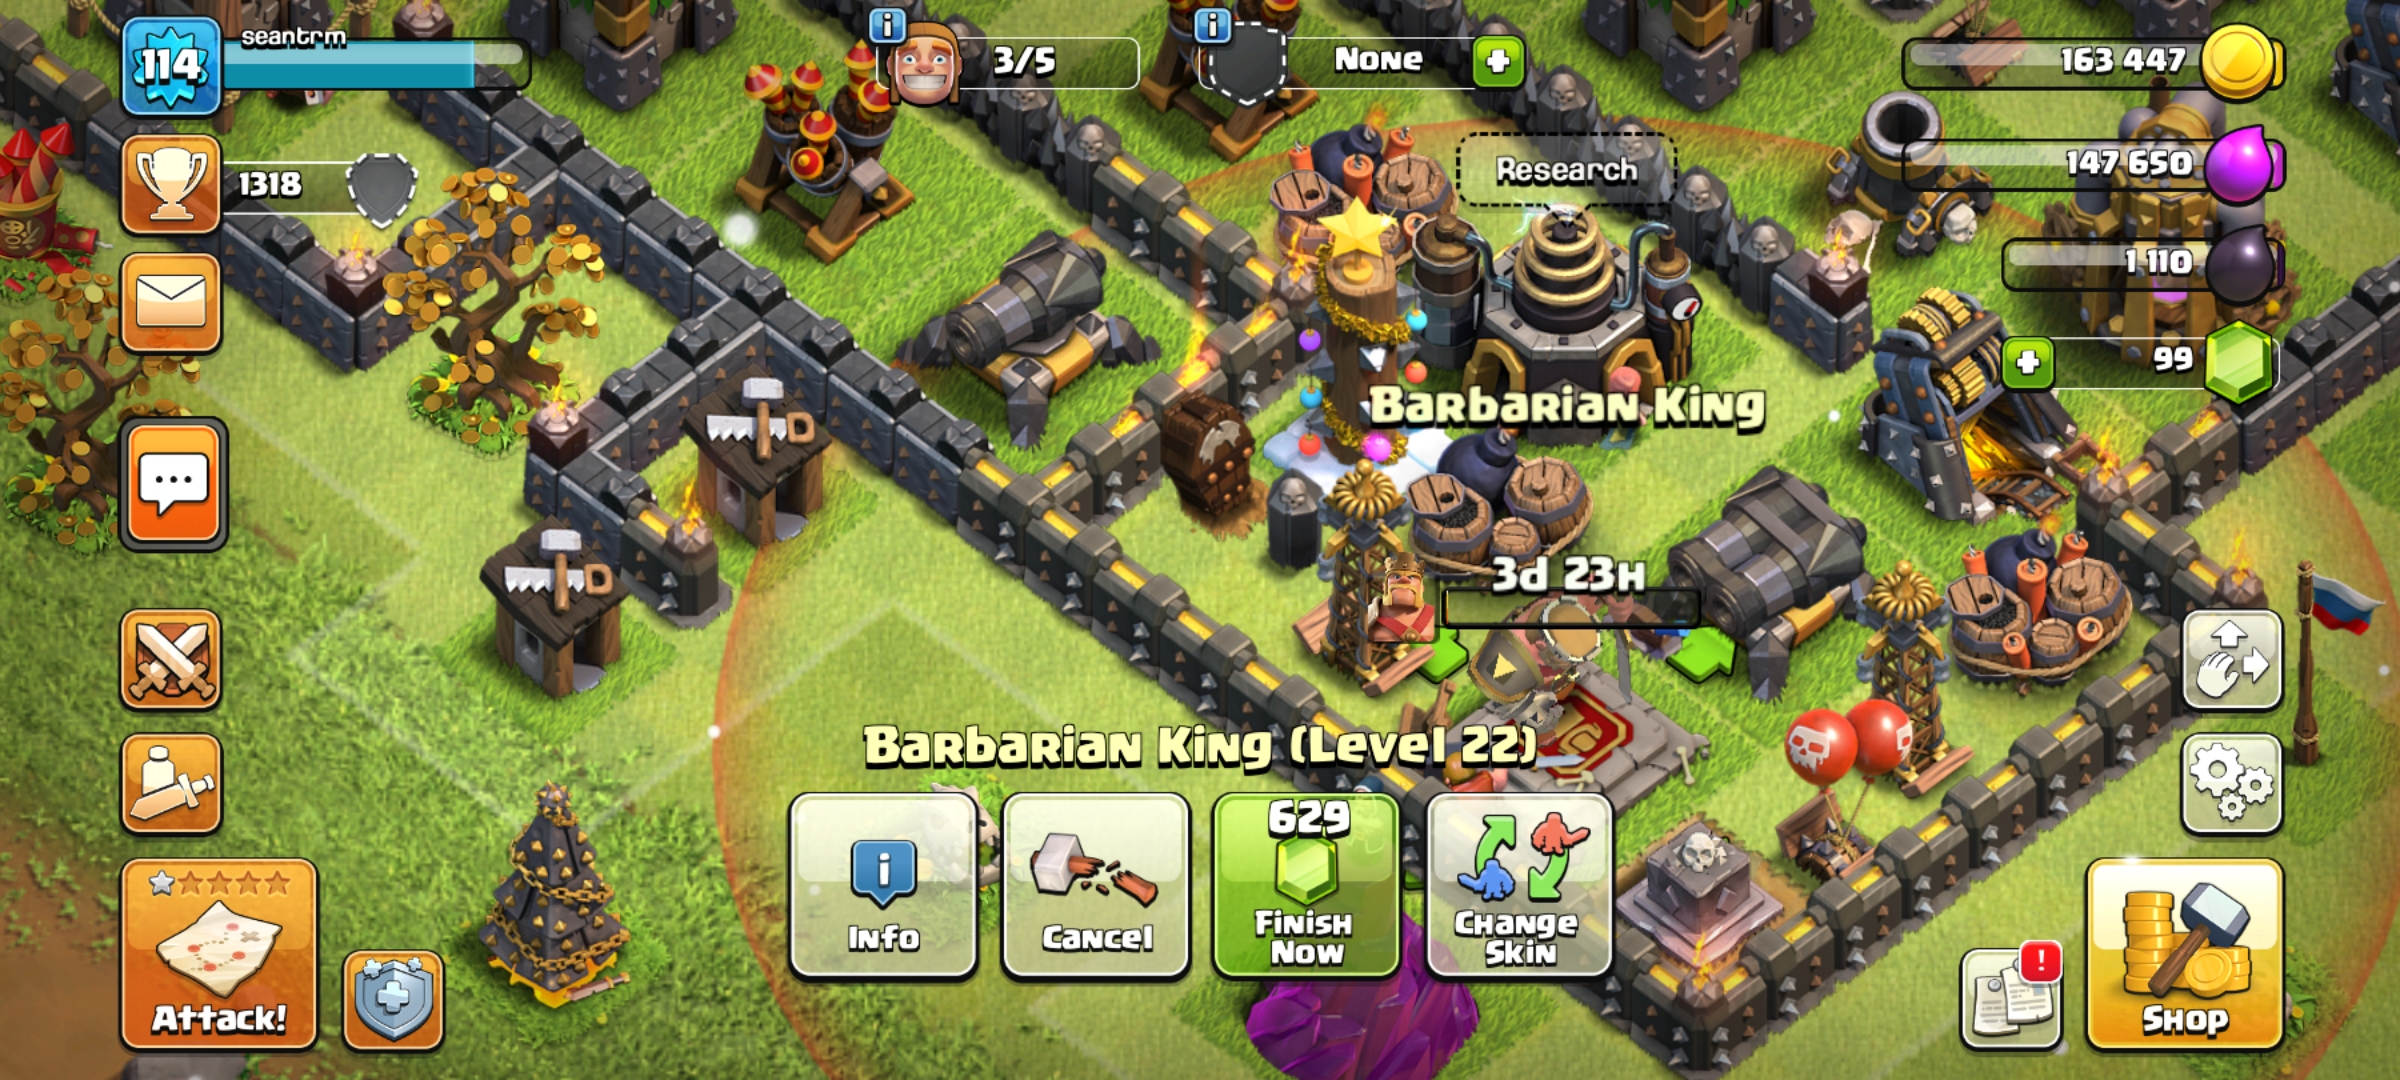 114
seantrm
3/5
None
163 447
1318
Research
147 650
1 110
99
Barbarian King
3d 23h
Barbarian King (Level 22)
Info
Cancel
629
Finish
Now
Change
Skin
Attack!
!
Shop